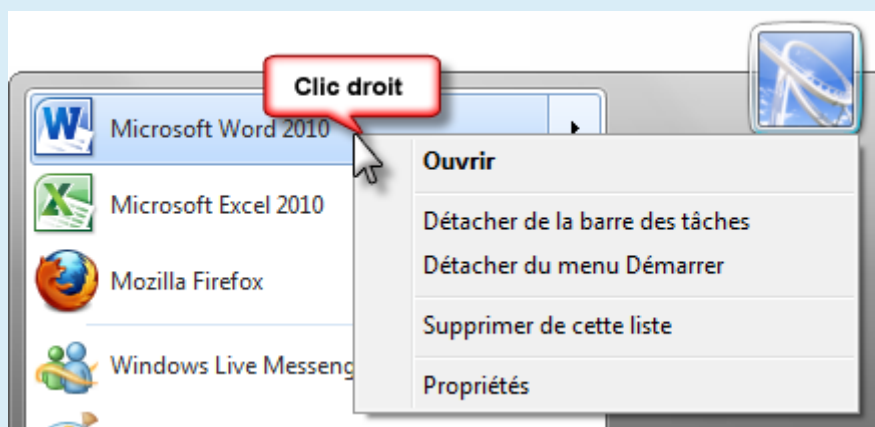 Clic droit
Microsoft Word 2010
Ouvrir
Microsoft Excel 2010
Détacher de la barre des tâches
Détacher du menu Démarrer
Mozilla Firefox
Supprimer de cette liste
Windows Live Messeng
Propriétés